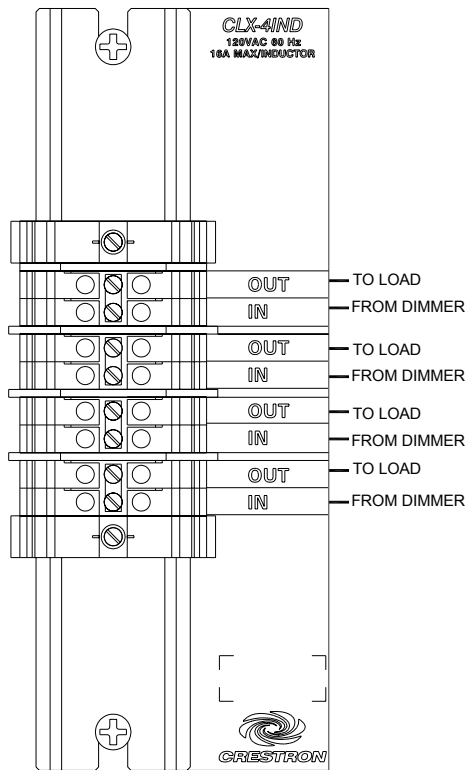 CLX-4IND
120VAC 60 Hz
16A MAX/INDUCTOR
OUT TO LOAD
IN FROM DIMMER
OUT TO LOAD
IN FROM DIMMER
OUT TO LOAD
IN FROM DIMMER
OUT TO LOAD
IN FROM DIMMER
CRESTRON